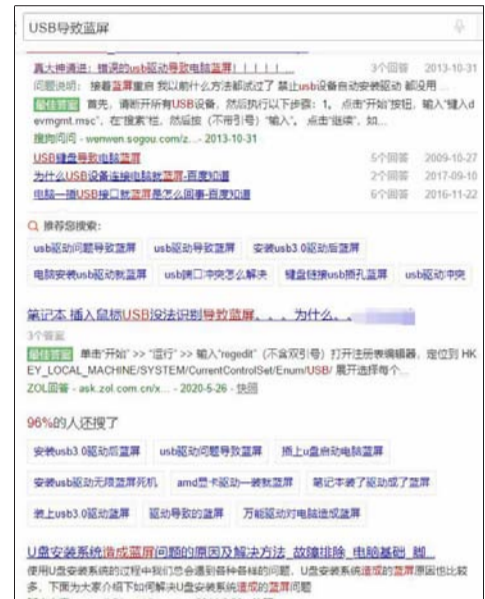 USB导致蓝屏
真大神请进：错误的usb驱动导致电脑蓝屏！！！！！... 3个回答 2013-10-31
问题说明： 接着蓝屏重启 我以前什么方法都试过了 禁止usb设备自动安装驱动 都没用 ...
最佳答案 首先，请断开所有USB设备，然后执行以下步骤：1、 点击“开始”按钮，输入“键入d
evmgmt.msc”，在“搜索”栏，然后按（不带引号）“输入”。 点击“继续”，如...
搜狗问问 - wenwen.sogou.com/z... - 2013-10-31
USB键盘导致电脑蓝屏 5个回答 2009-10-27
为什么USB设备连接电脑就蓝屏-百度知道 2个回答 2017-09-10
电脑一插USB接口就蓝屏是怎么回事-百度知道 6个回答 2016-11-22
推荐您搜索：
usb驱动问题导致蓝屏 usb驱动导致蓝屏 安装usb3.0驱动后蓝屏
电脑安装usb驱动就蓝屏 usb端口冲突怎么解决 键盘链接usb插孔蓝屏 usb驱动冲突
笔记本 插入鼠标USB没法识别导致蓝屏、、、为什么、、
3个答案
最佳答案 单击“开始” >> “运行” >> 输入“regedit”（不含双引号）打开注册表编辑器，定位到 HK
EY_LOCAL_MACHINE/SYSTEM/CurrentControlSet/Enum/USB/ 展开选择每个...
ZOL问答 - ask.zol.com.cn/x... - 2020-5-26 - 快照
96%的人还搜了
安装usb3.0驱动后蓝屏 usb驱动问题导致蓝屏 插上u盘启动电脑蓝屏
安装usb驱动无限蓝屏死机 amd显卡驱动一装就蓝屏 笔记本装了驱动成了蓝屏
装上usb3.0驱动蓝屏 驱动导致的蓝屏 万能驱动对电脑造成蓝屏
U盘安装系统造成蓝屏问题的原因及解决方法_故障排除_电脑基础_脚...
使用U盘安装系统的过程中我们总会遇到各种各样的问题，U盘安装系统造成的蓝屏原因也比较
多，下面为大家介绍下如何解决U盘安装系统造成的蓝屏问题